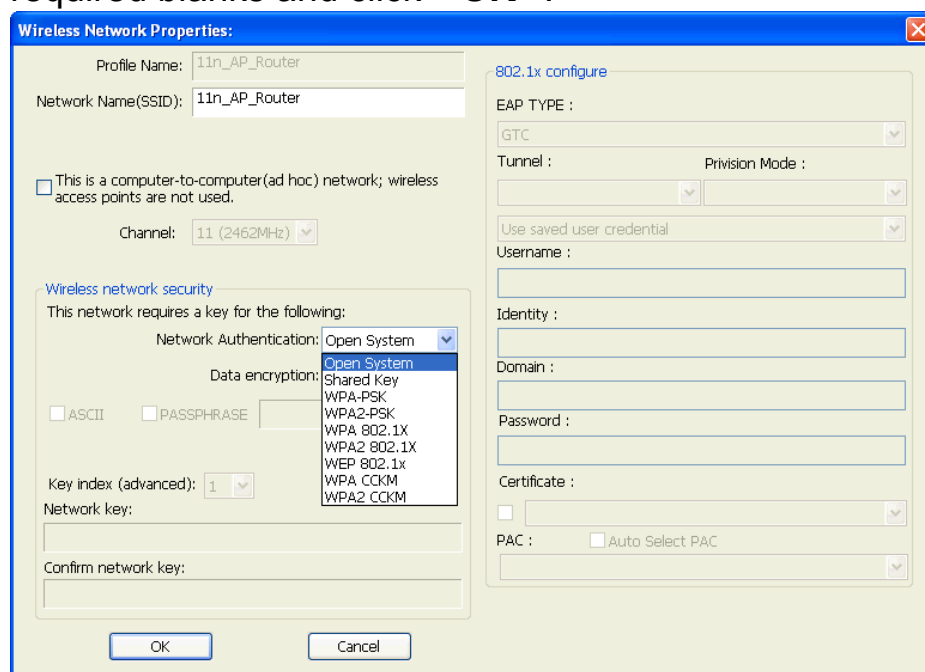 Wireless Network Properties:
Profile Name: 11n_AP_Router
Network Name(SSID): 11n_AP_Router
This is a computer-to-computer(ad hoc) network; wireless
access points are not used.
Channel: 11 (2462MHz)
Wireless network security
This network requires a key for the following:
Network Authentication: Open System
Open System
Data encryption:
Shared Key
WPA-PSK
WPA2-PSK
ASCII PASSPHRASE
WPA 802.1X
WPA2 802.1X
WEP 802.1x
WPA CCKM
WPA2 CCKM
Key index (advanced): 1
Network key:
Confirm network key:
OK Cancel
802.1x configure
EAP TYPE :
GTC
Tunnel : Privision Mode :
Use saved user credential
Username :
Identity :
Domain :
Password :
Certificate :
PAC : Auto Select PAC